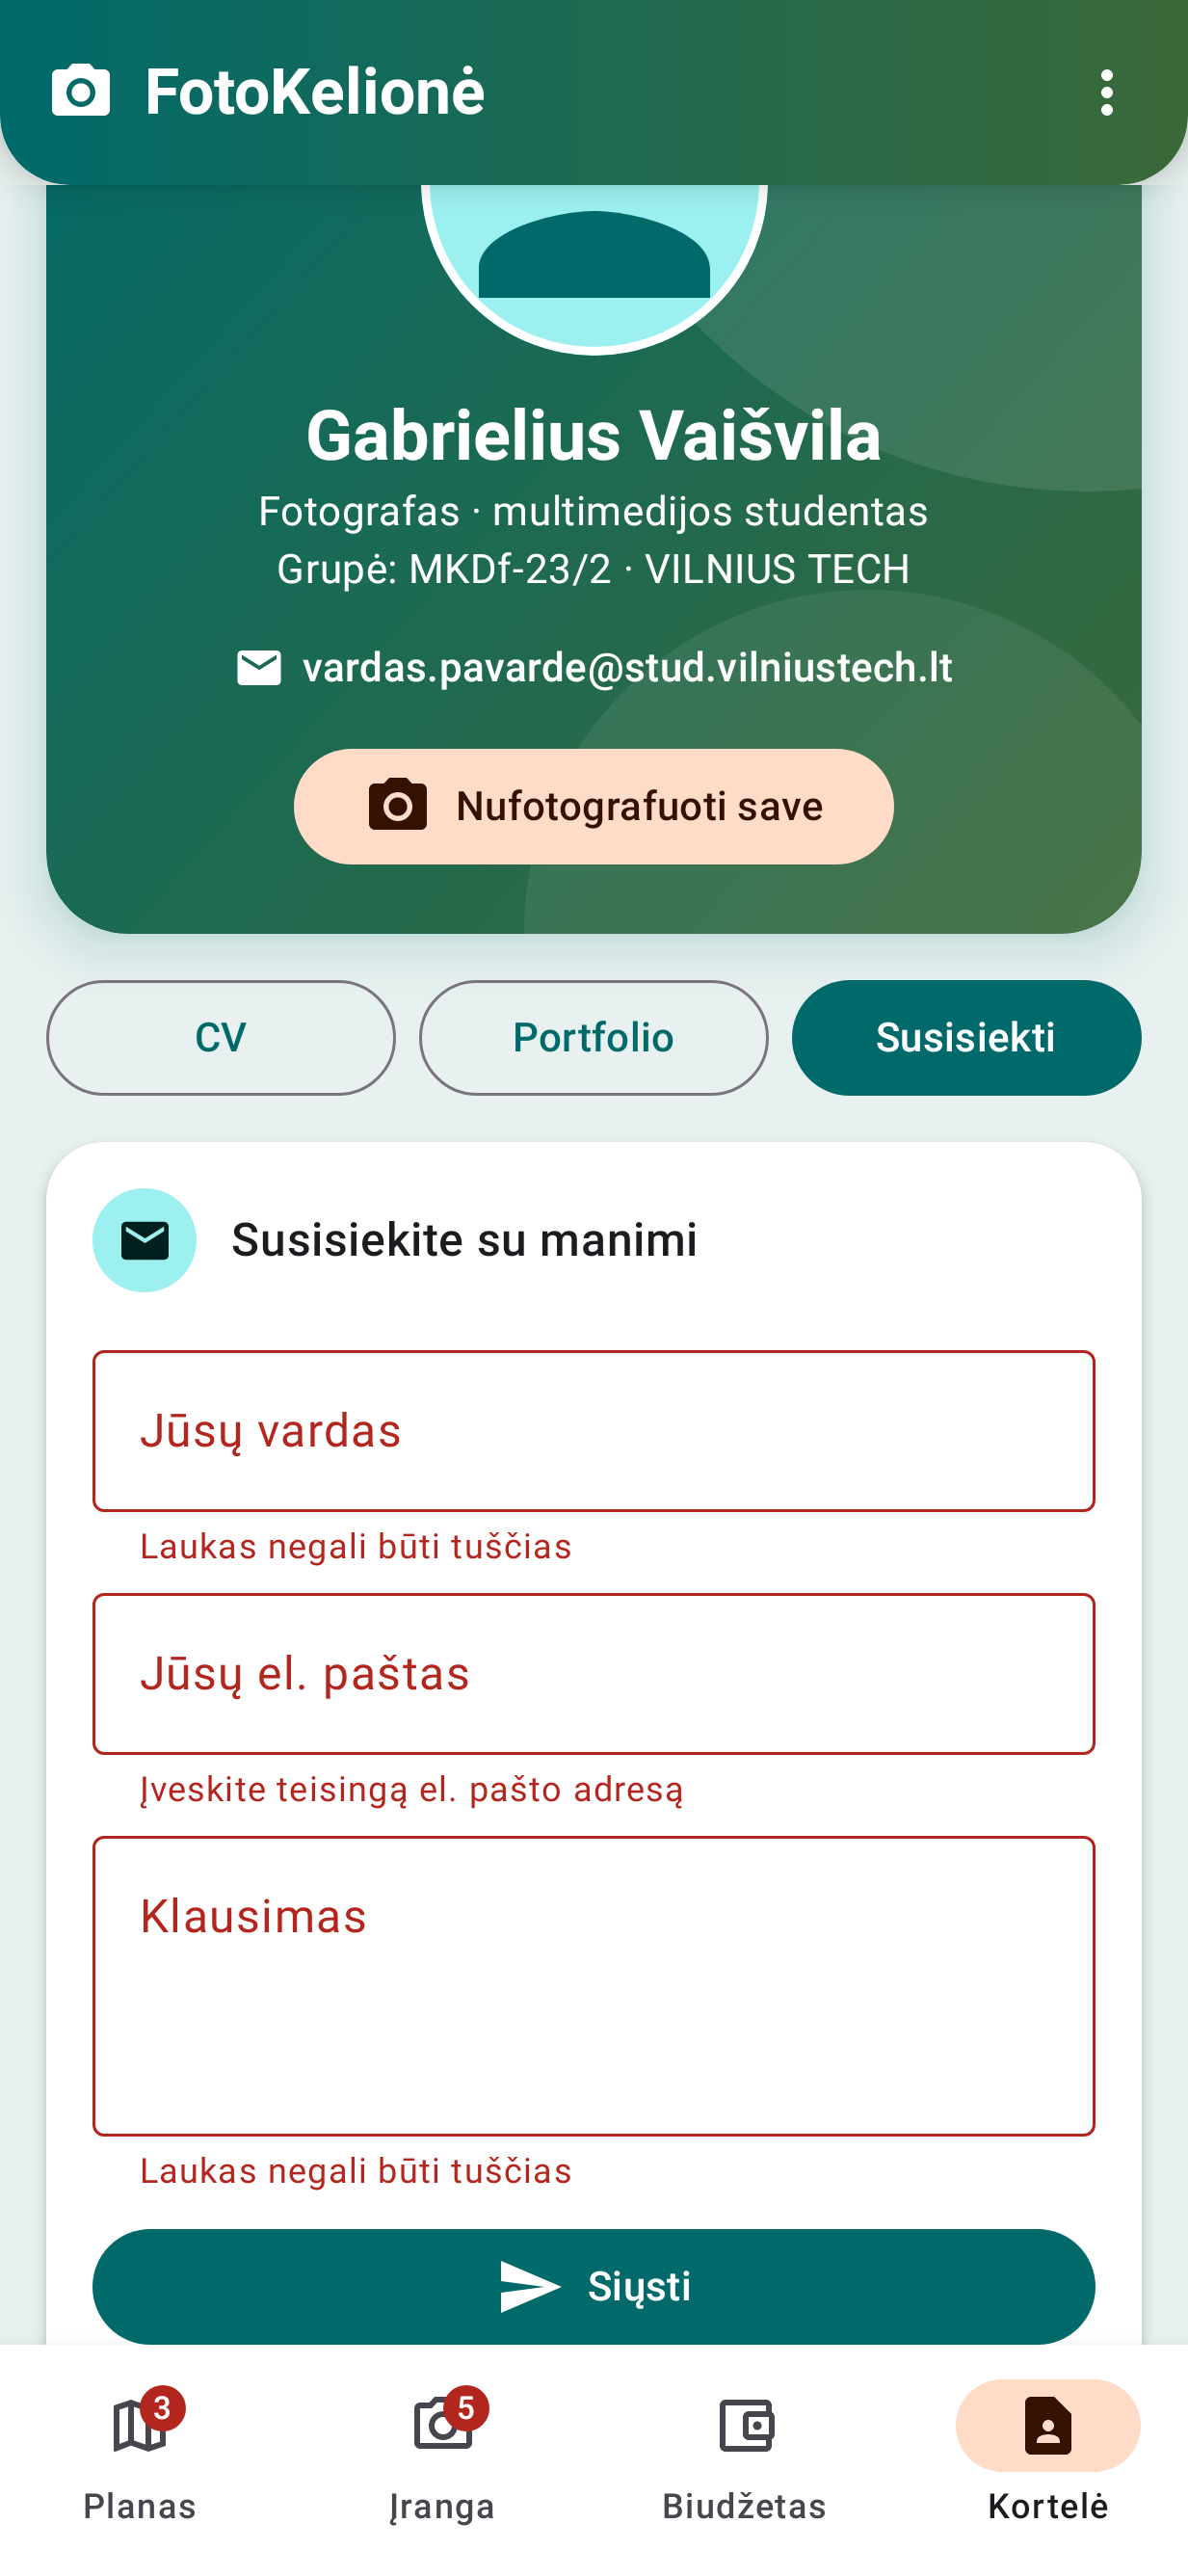 FotoKelionė
Gabrielius Vaišvila
Fotografas · multimedijos studentas
Grupė: MKDf-23/2 · VILNIUS TECH
vardas.pavarde@stud.vilniustech.lt
Nufotografuoti save
CV
Portfolio
Susisiekti
Susisiekite su manimi
Jūsų vardas
Laukas negali būti tuščias
Jūsų el. paštas
Įveskite teisingą el. pašto adresą
Klausimas
Laukas negali būti tuščias
Siųsti
3
5
Planas
Įranga
Biudžetas
Kortelė